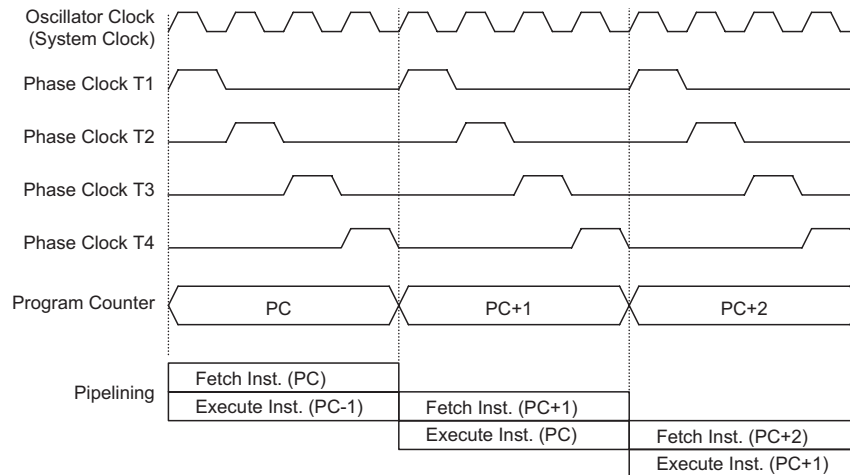 Oscillator Clock
(System Clock)
Phase Clock T1
Phase Clock T2
Phase Clock T3
Phase Clock T4
Program Counter
PC
PC+1
PC+2
Pipelining
Fetch Inst. (PC)
Execute Inst. (PC-1)
Fetch Inst. (PC+1)
Execute Inst. (PC)
Fetch Inst. (PC+2)
Execute Inst. (PC+1)